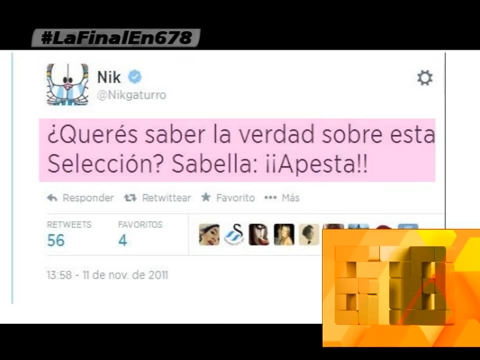 #LaFinalEn678
Nik
@Nikgaturro
¿Querés saber la verdad sobre esta
Selección? Sabella: ¡¡Apesta!!
Responder Retwittear Favorito Más
RETWEETS FAVORITOS
56 4
13:58 - 11 de nov. de 2011
678